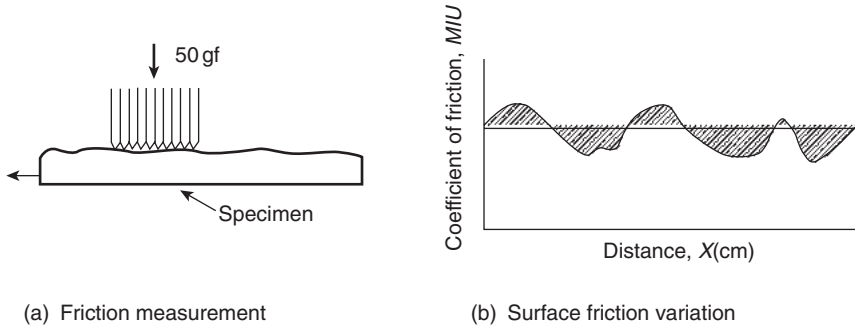 50 gf
Specimen
(a) Friction measurement
Coefficient of friction, MIU
Distance, X(cm)
(b) Surface friction variation